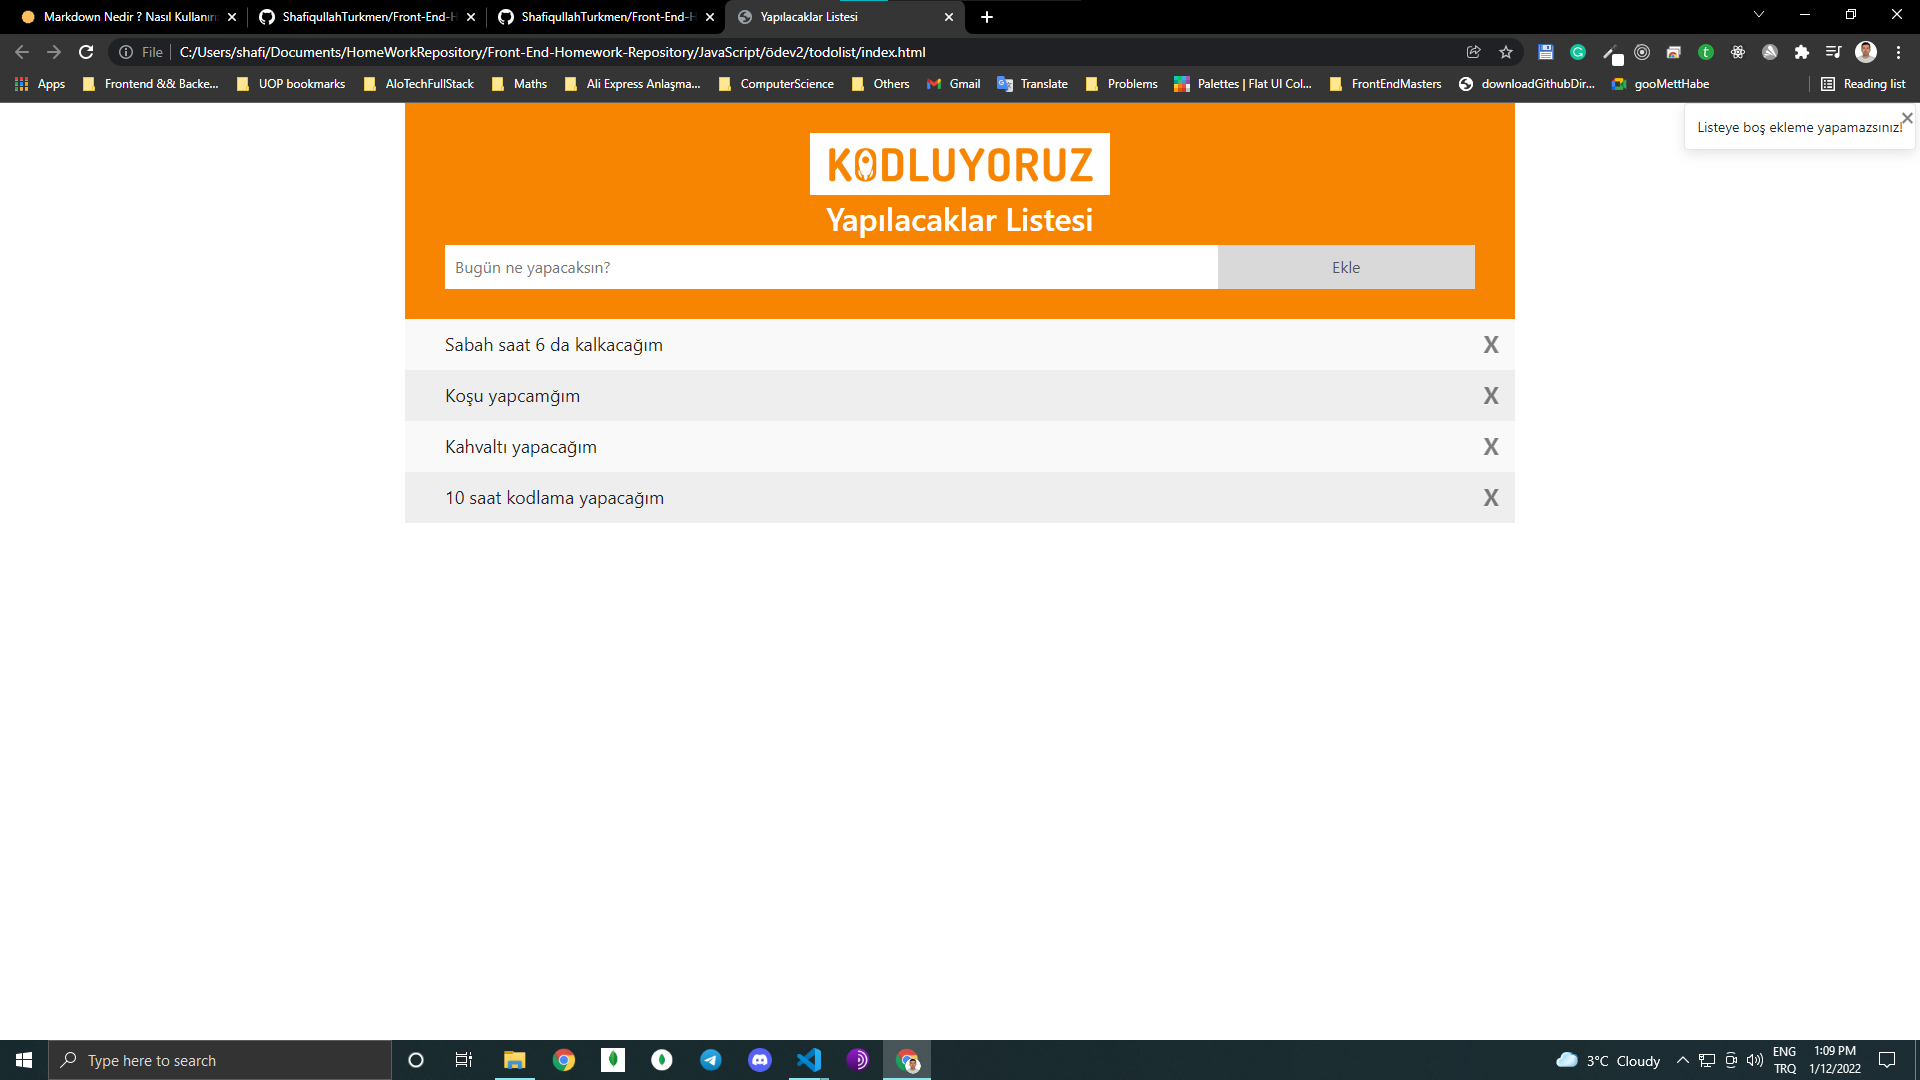 Markdown Nedir ? Nasıl Kullanırı
ShafiqullahTurkmen/Front-End-H
ShafiqullahTurkmen/Front-End-H
Yapılacaklar Listesi
File
C:/Users/shafi/Documents/HomeWorkRepository/Front-End-Homework-Repository/JavaScript/ödev2/todolist/index.html
Apps
Frontend && Backe...
UOP bookmarks
AloTechFullStack
Maths
Ali Express Anlaşma...
ComputerScience
Others
Gmail
Translate
Problems
Palettes | Flat UI Col...
FrontEndMasters
downloadGithubDir...
gooMettHabe
Reading list
Listeye boş ekleme yapamazsınız!
KODLUYORUZ
Yapılacaklar Listesi
Bugün ne yapacaksın?
Ekle
Sabah saat 6 da kalkacağım
X
Koşu yapcamğım
X
Kahvaltı yapacağım
X
10 saat kodlama yapacağım
X
Type here to search
3°C Cloudy
ENG
TRQ
1:09 PM
1/12/2022